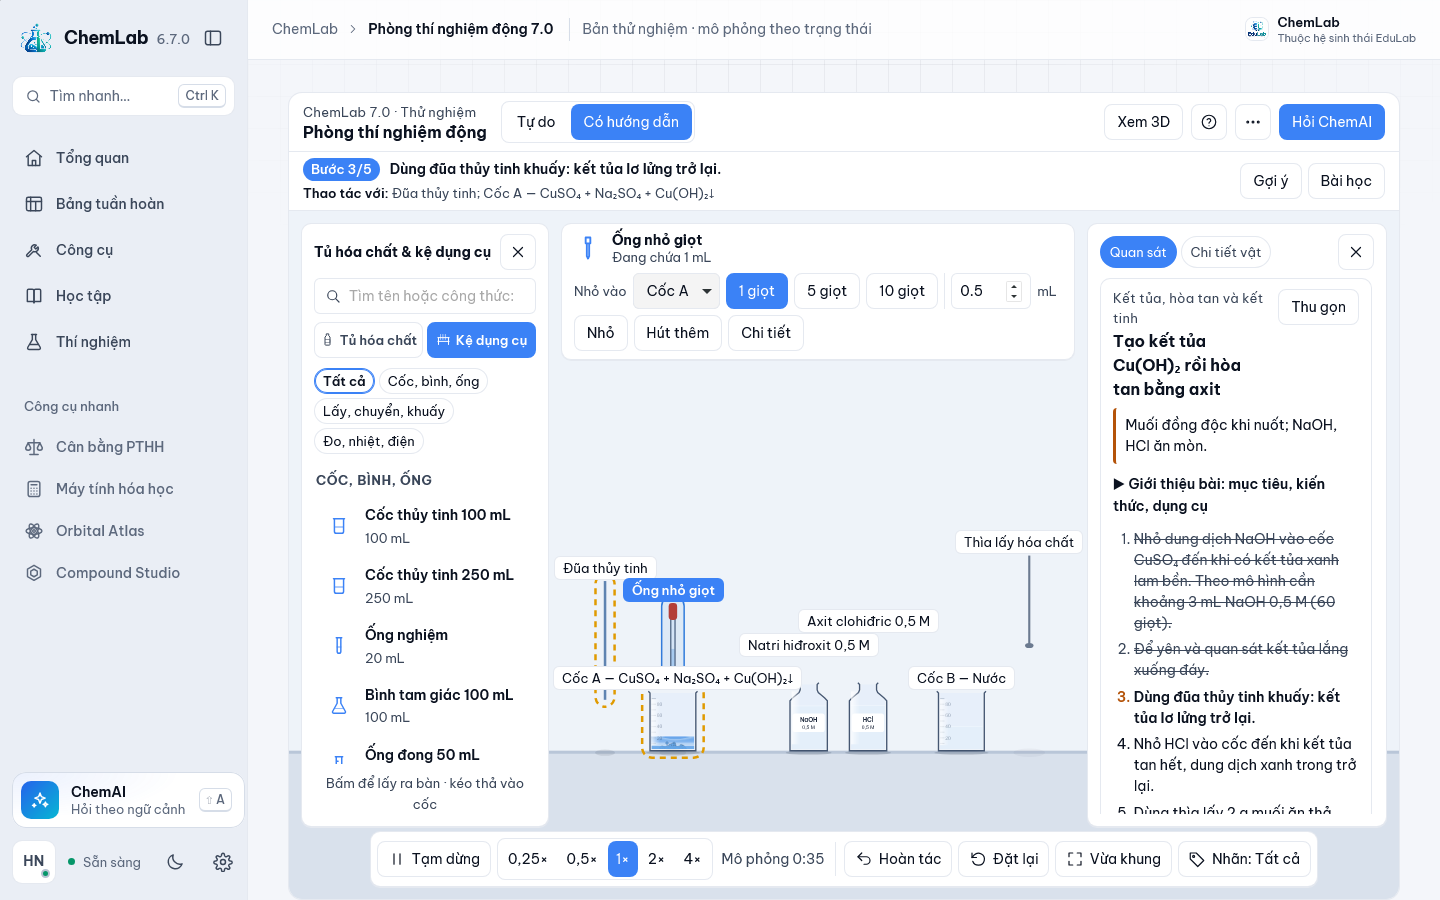 ChemLab 6.7.0
Tìm nhanh... Ctrl K
Tổng quan
Bảng tuần hoàn
Công cụ
Học tập
Thí nghiệm
Công cụ nhanh
Cân bằng PTHH
Máy tính hóa học
Orbital Atlas
Compound Studio
ChemAI
Hỏi theo ngữ cảnh
⇧ A
HN
Sẵn sàng
ChemLab > Phòng thí nghiệm động 7.0 Bản thử nghiệm · mô phỏng theo trạng thái
EduLab
ChemLab
Thuộc hệ sinh thái EduLab
ChemLab 7.0 · Thử nghiệm
Phòng thí nghiệm động
Tự do Có hướng dẫn
Xem 3D
Hỏi ChemAI
Bước 3/5 Dùng đũa thủy tinh khuấy: kết tủa lơ lửng trở lại.
Thao tác với: Đũa thủy tinh; Cốc A — CuSO₄ + Na₂SO₄ + Cu(OH)₂↓
Gợi ý Bài học
Tủ hóa chất & kệ dụng cụ
Tìm tên hoặc công thức:
Tủ hóa chất Kệ dụng cụ
Tất cả Cốc, bình, ống
Lấy, chuyển, khuấy
Đo, nhiệt, điện
CỐC, BÌNH, ỐNG
Cốc thủy tinh 100 mL
100 mL
Cốc thủy tinh 250 mL
250 mL
Ống nghiệm
20 mL
Bình tam giác 100 mL
100 mL
Ống đong 50 mL
Bấm để lấy ra bàn · kéo thả vào
cốc
Ống nhỏ giọt
Đang chứa 1 mL
Nhỏ vào Cốc A 1 giọt 5 giọt 10 giọt 0.5 mL
Nhỏ Hút thêm Chi tiết
Thìa lấy hóa chất
Đũa thủy tinh
Ống nhỏ giọt
Axit clohiđric 0,5 M
Natri hiđroxit 0,5 M
Cốc A — CuSO₄ + Na₂SO₄ + Cu(OH)₂↓
Cốc B — Nước
NaOH
0,5 M
HCl
0,5 M
Quan sát Chi tiết vật
Kết tủa, hòa tan và kết
tinh
Thu gọn
Tạo kết tủa
Cu(OH)₂ rồi hòa
tan bằng axit
Muối đồng độc khi nuốt; NaOH,
HCl ăn mòn.
▶ Giới thiệu bài: mục tiêu, kiến
thức, dụng cụ
1. Nhỏ dung dịch NaOH vào cốc
CuSO₄ đến khi có kết tủa xanh
lam bền. Theo mô hình cần
khoảng 3 mL NaOH 0,5 M (60
giọt).
2. Để yên và quan sát kết tủa lắng
xuống đáy.
3. Dùng đũa thủy tinh khuấy: kết
tủa lơ lửng trở lại.
4. Nhỏ HCl vào cốc đến khi kết tủa
tan hết, dung dịch xanh trong trở
lại.
5. Dùng thìa lấy 2 g muối ăn thả
Tạm dừng 0,25× 0,5× 1× 2× 4× Mô phỏng 0:35 Hoàn tác Đặt lại Vừa khung Nhãn: Tất cả